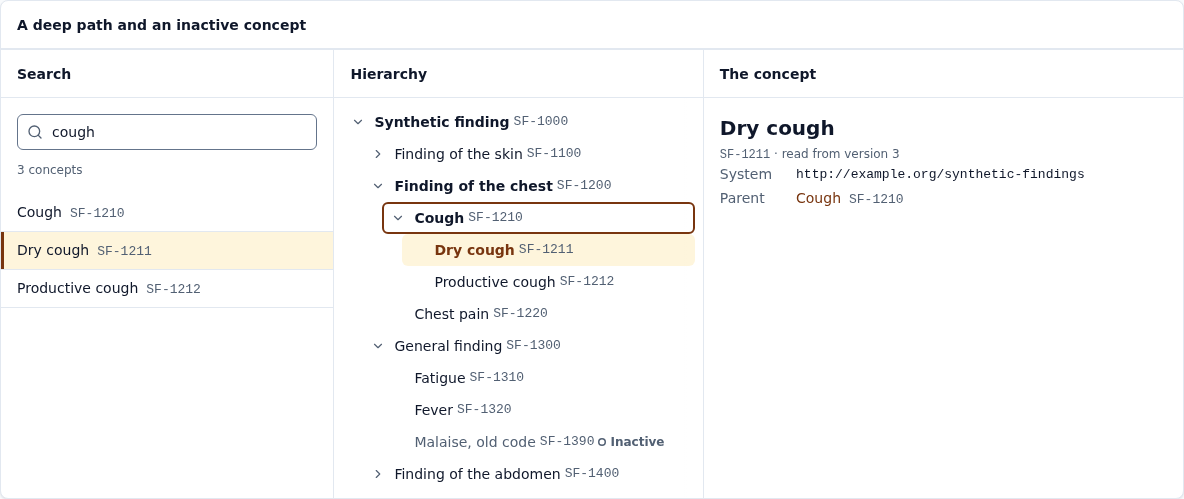 A deep path and an inactive concept
Search
cough
3 concepts
Cough SF-1210
Dry cough SF-1211
Productive cough SF-1212
Hierarchy
Synthetic finding SF-1000
Finding of the skin SF-1100
Finding of the chest SF-1200
Cough SF-1210
Dry cough SF-1211
Productive cough SF-1212
Chest pain SF-1220
General finding SF-1300
Fatigue SF-1310
Fever SF-1320
Malaise, old code SF-1390 Inactive
Finding of the abdomen SF-1400
The concept
Dry cough
SF-1211 · read from version 3
System http://example.org/synthetic-findings
Parent Cough SF-1210